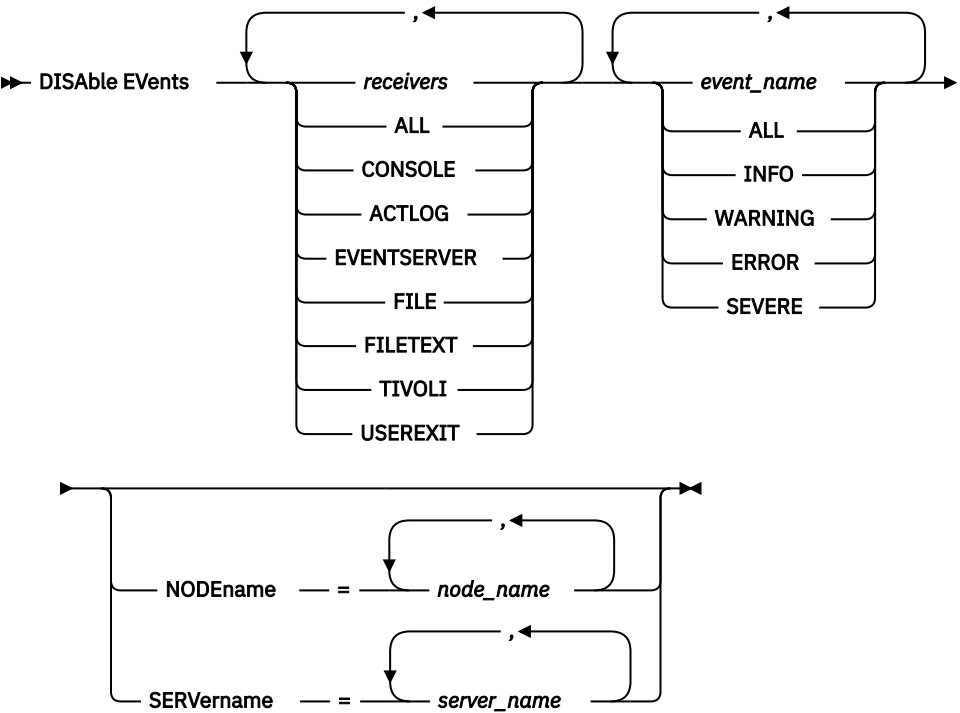 , ,
DISAble EVents receivers event_name
ALL ALL
CONSOLE INFO
ACTLOG WARNING
EVENTSERVER ERROR
FILE SEVERE
FILETEXT
TIVOLI
USEREXIT
,
NODEname = node_name
,
SERVername = server_name